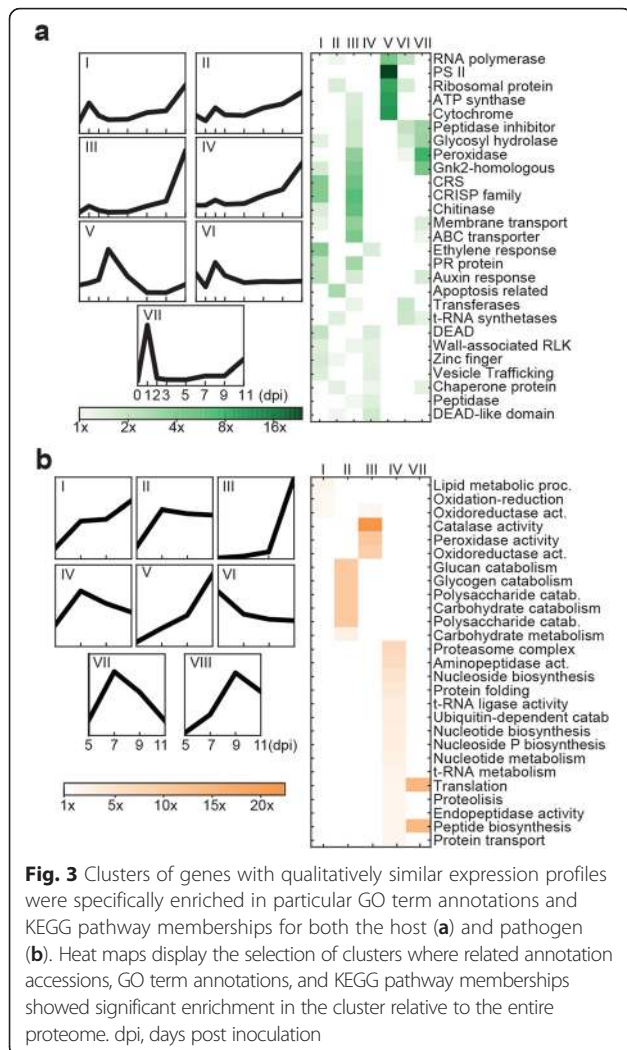 a
I II III IV V VI VII
I
II
III
IV
V
VI
VII
0 1 2 3 5 7 9 11 (dpi)
1x 2x 4x 8x 16x
RNA polymerase
PS II
Ribosomal protein
ATP synthase
Cytochrome
Peptidase inhibitor
Glycosyl hydrolase
Peroxidase
Gnk2-homologous
CRS
CRISP family
Chitinase
Membrane transport
ABC transporter
Ethylene response
PR protein
Auxin response
Apoptosis related
Transferases
t-RNA synthetases
DEAD
Wall-associated RLK
Zinc finger
Vesicle Trafficking
Chaperone protein
Peptidase
DEAD-like domain
b
I II III IV VII
I
II
III
IV
V
VI
VII
VIII
5 7 9 11
5 7 9 11 (dpi)
1x 5x 10x 15x 20x
Lipid metabolic proc.
Oxidation-reduction
Oxidoreductase act.
Catalase activity
Peroxidase activity
Oxidoreductase act.
Glucan catabolism
Glycogen catabolism
Polysaccharide catab.
Carbohydrate catabolism
Polysaccharide catab.
Carbohydrate metabolism
Proteasome complex
Aminopeptidase act.
Nucleoside biosynthesis
Protein folding
t-RNA ligase activity
Ubiquitin-dependent catab
Nucleotide biosynthesis
Nucleoside P biosynthesis
Nucleotide metabolism
t-RNA metabolism
Translation
Proteolisis
Endopeptidase activity
Peptide biosynthesis
Protein transport
Fig. 3 Clusters of genes with qualitatively similar expression profiles
were specifically enriched in particular GO term annotations and
KEGG pathway memberships for both the host (a) and pathogen
(b). Heat maps display the selection of clusters where related annotation
accessions, GO term annotations, and KEGG pathway memberships
showed significant enrichment in the cluster relative to the entire
proteome. dpi, days post inoculation